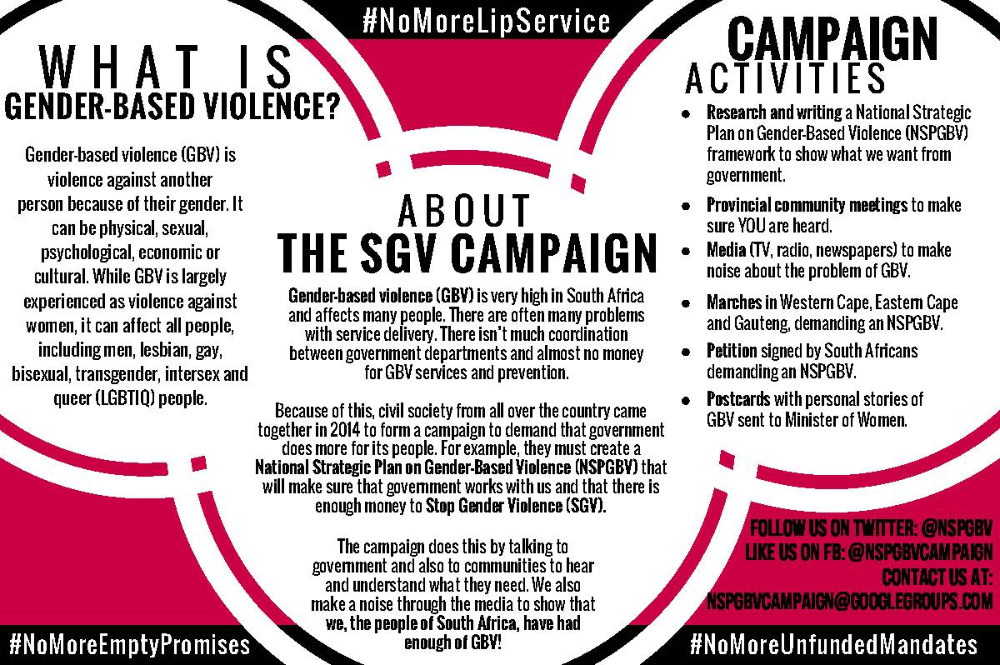 #NoMoreLipService
WHAT IS
GENDER-BASED VIOLENCE?
Gender-based violence (GBV) is
violence against another
person because of their gender. It
can be physical, sexual,
psychological, economic or
cultural. While GBV is largely
experienced as violence against
women, it can affect all people,
including men, lesbian, gay,
bisexual, transgender, intersex and
queer (LGBTIQ) people.
ABOUT
THE SGV CAMPAIGN
Gender-based violence (GBV) is very high in South Africa
and affects many people. There are often many problems
with service delivery. There isn't much coordination
between government departments and almost no money
for GBV services and prevention.
Because of this, civil society from all over the country came
together in 2014 to form a campaign to demand that government
does more for its people. For example, they must create a
National Strategic Plan on Gender-Based Violence (NSPGBV) that
will make sure that government works with us and that there is
enough money to Stop Gender Violence (SGV).
The campaign does this by talking to
government and also to communities to hear
and understand what they need. We also
make a noise through the media to show that
we, the people of South Africa, have had
enough of GBV!
CAMPAIGN
ACTIVITIES
• Research and writing a National Strategic
Plan on Gender-Based Violence (NSPGBV)
framework to show what we want from
government.
• Provincial community meetings to make
sure YOU are heard.
• Media (TV, radio, newspapers) to make
noise about the problem of GBV.
• Marches in Western Cape, Eastern Cape
and Gauteng, demanding an NSPGBV.
• Petition signed by South Africans
demanding an NSPGBV.
• Postcards with personal stories of
GBV sent to Minister of Women.
FOLLOW US ON TWITTER: @NSPGBV
LIKE US ON FB: @NSPGBVCAMPAIGN
CONTACT US AT:
NSPGBVCAMPAIGN@GOOGLEGROUPS.COM
#NoMoreEmptyPromises
#NoMoreUnfundedMandates